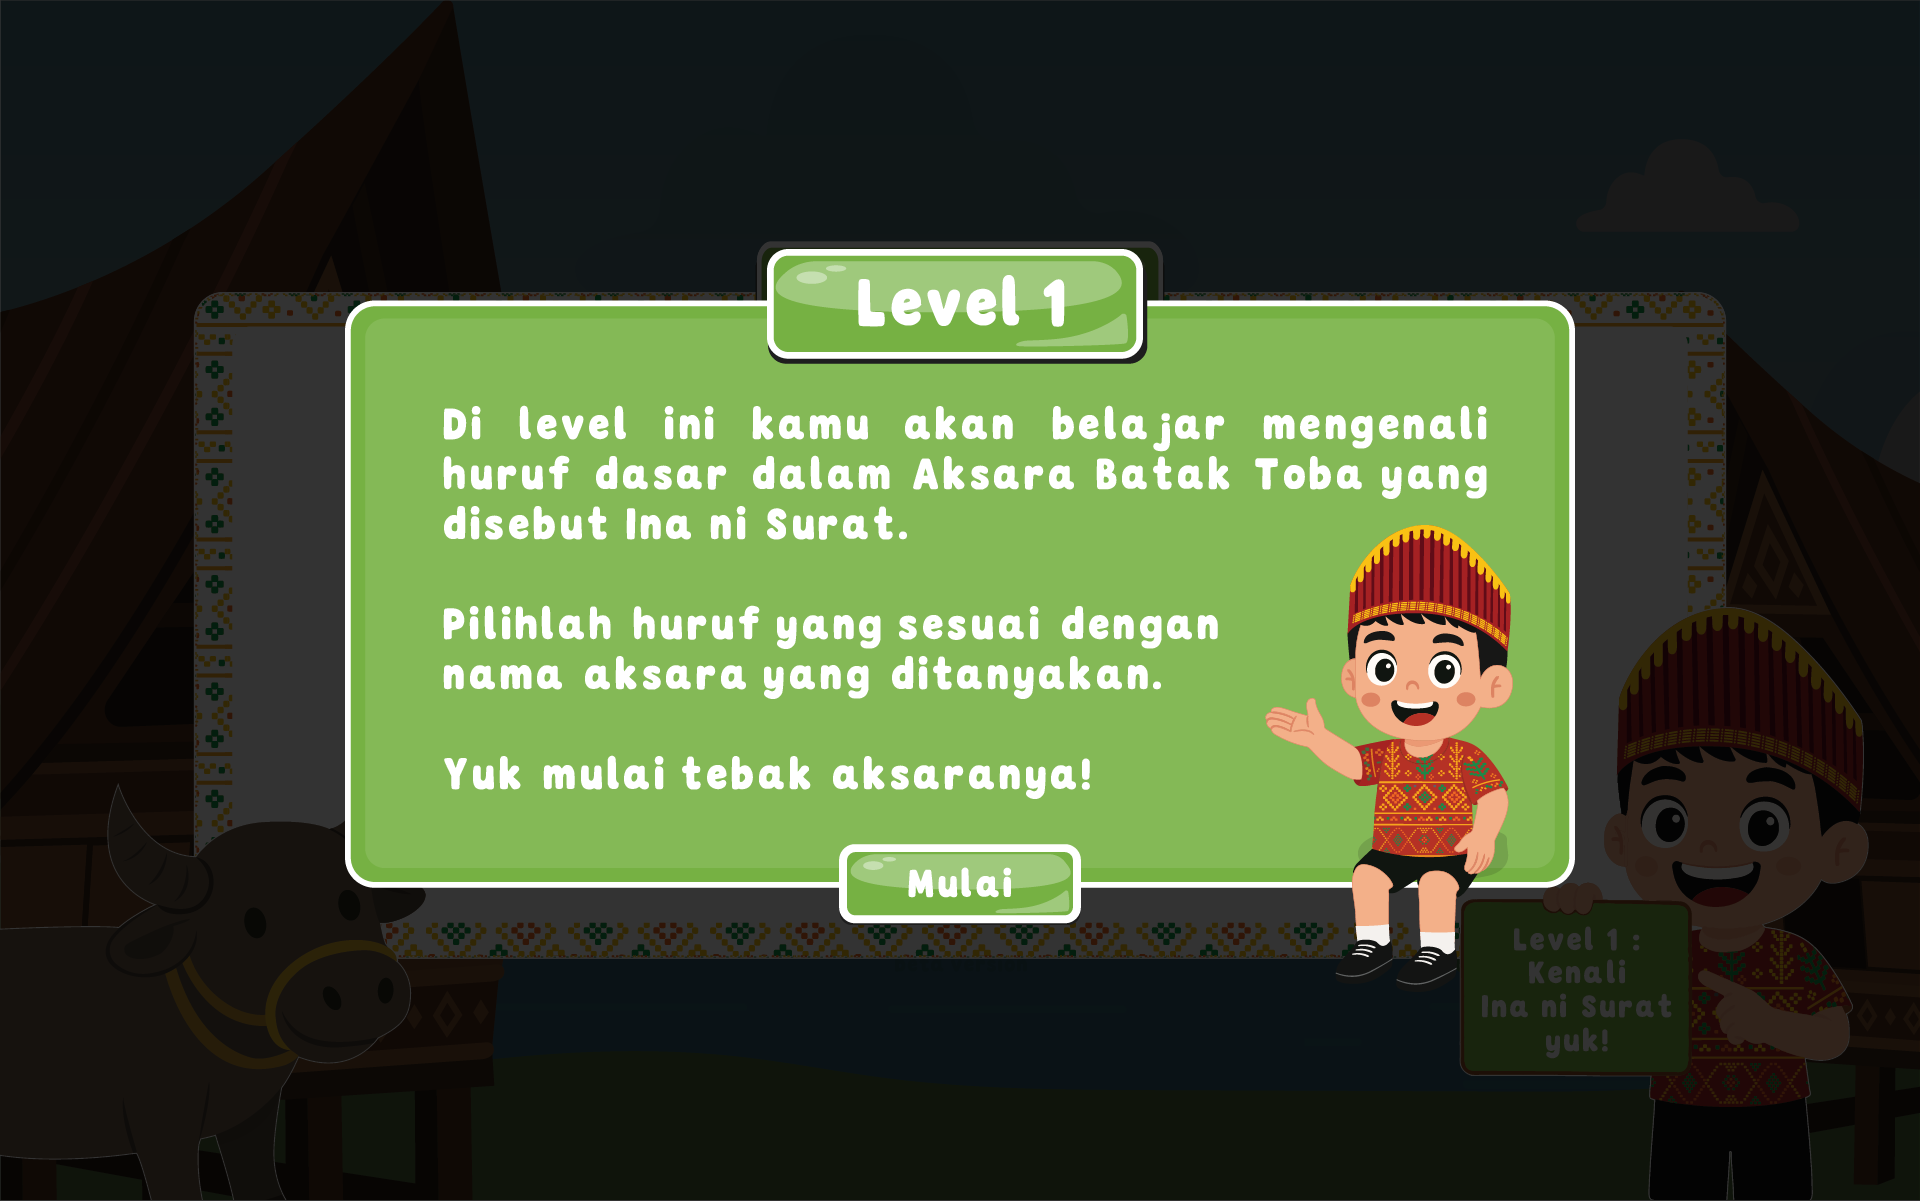 Level 1
Di level ini kamu akan belajar mengenali
huruf dasar dalam Aksara Batak Toba yang
disebut Ina ni Surat.
Pilihlah huruf yang sesuai dengan
nama aksara yang ditanyakan.
Yuk mulai tebak aksaranya!
Mulai
Level 1 :
Kenali
Ina ni Surat
yuk!